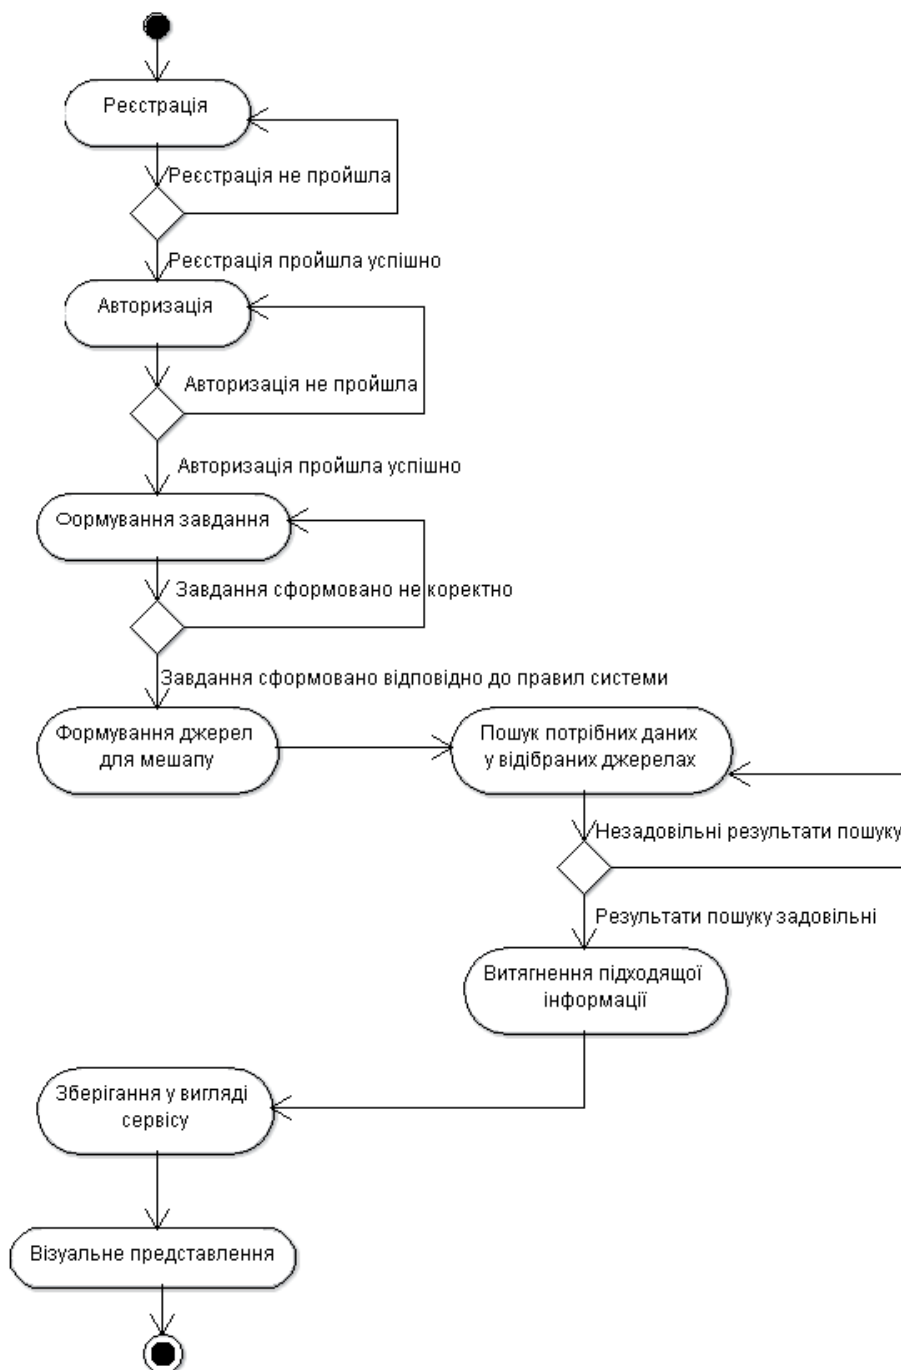 Реєстрація
Реєстрація не пройшла
Реєстрація пройшла успішно
Авторизація
Авторизація не пройшла
Авторизація пройшла успішно
Формування завдання
Завдання сформовано не коректно
Завдання сформовано відповідно до правил системи
Формування джерел
для мешапу
Пошук потрібних даних
у відібраних джерелах
Незадовільні результати пошуку
Результати пошуку задовільні
Витягнення підходящої
інформації
Зберігання у вигляді
сервісу
Візуальне представлення